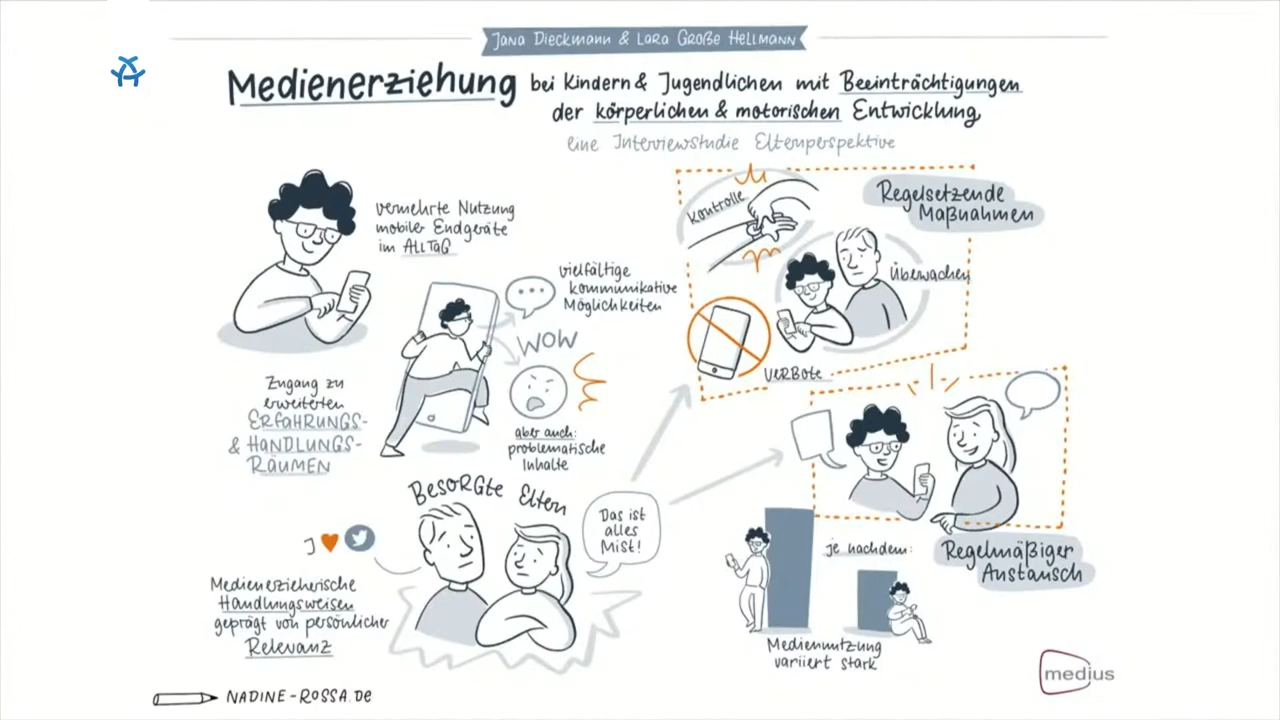 Jana Dieckmann & Lara Große Hellmann
Medienerziehung bei Kindern & Jugendlichen mit Beeinträchtigungen
der körperlichen & motorischen Entwicklung
eine Interviewstudie Elternperspektive
vermehrte Nutzung
mobiler Endgeräte
im ALLTAG
vielfältige
kommunikative
Möglichkeiten
WOW
aber auch:
problematische
Inhalte
Zugang zu
erweiterten
ERFAHRUNGS-
& HANDLUNGS-
RÄUMEN
Besorgte Eltern
Das ist
alles
Mist!
I
Medienerzieherische
Handlungsweisen
geprägt von persönlicher
Relevanz
Regelsetzende
Maßnahmen
Kontrolle
Überwachen
Verbote
Regelmäßiger
Austausch
je nachdem:
Mediennutzung
variiert stark
NADINE-ROSSA.DE
medius